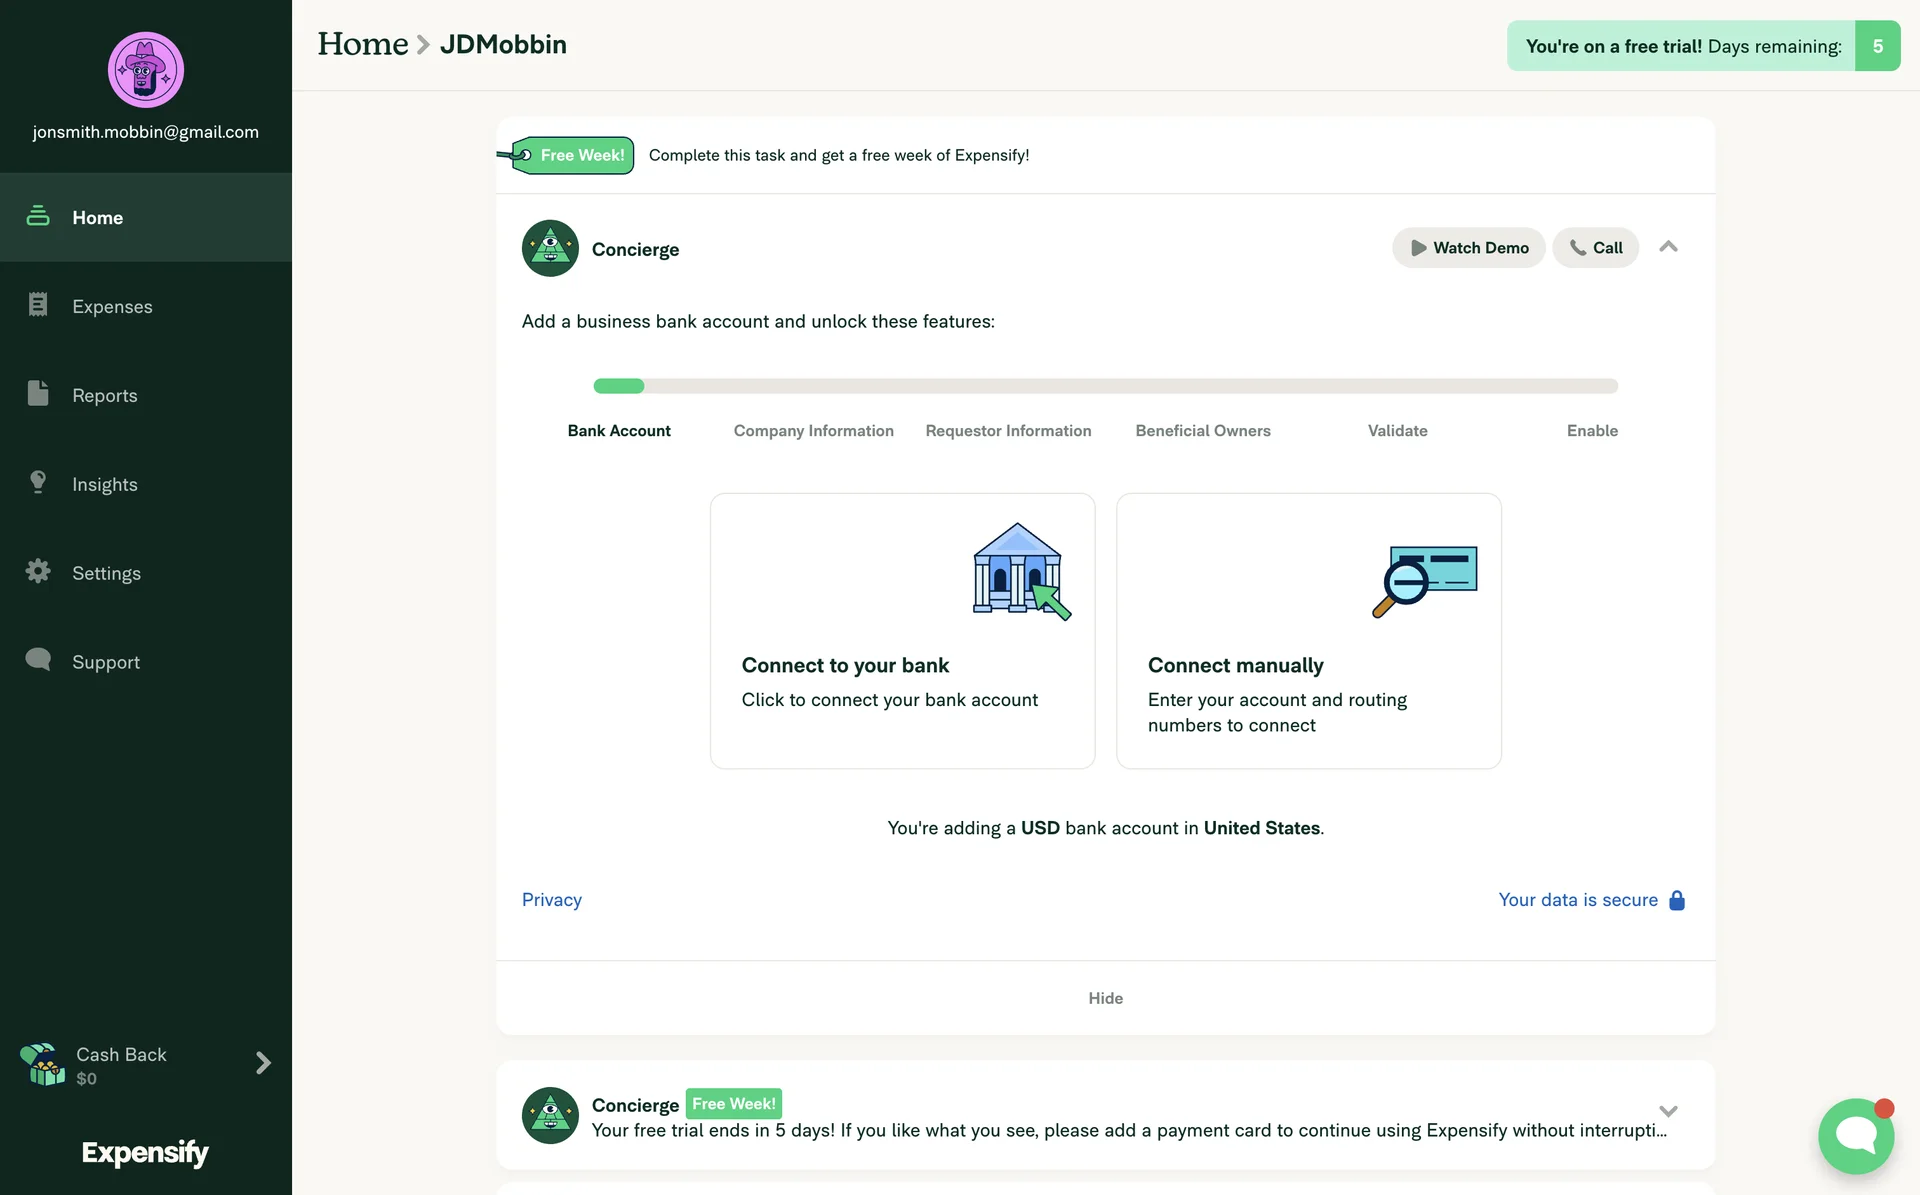 jonsmith.mobbin@gmail.com
Home
Expenses
Reports
Insights
Settings
Support
Cash Back
$0
Expensify
Home > JDMobbin
You're on a free trial! Days remaining: 5
Free Week! Complete this task and get a free week of Expensify!
Concierge
Watch Demo
Call
Add a business bank account and unlock these features:
Bank Account
Company Information
Requestor Information
Beneficial Owners
Validate
Enable
Connect to your bank
Click to connect your bank account
Connect manually
Enter your account and routing
numbers to connect
You're adding a USD bank account in United States.
Privacy
Your data is secure
Hide
Concierge Free Week!
Your free trial ends in 5 days! If you like what you see, please add a payment card to continue using Expensify without interrupti...